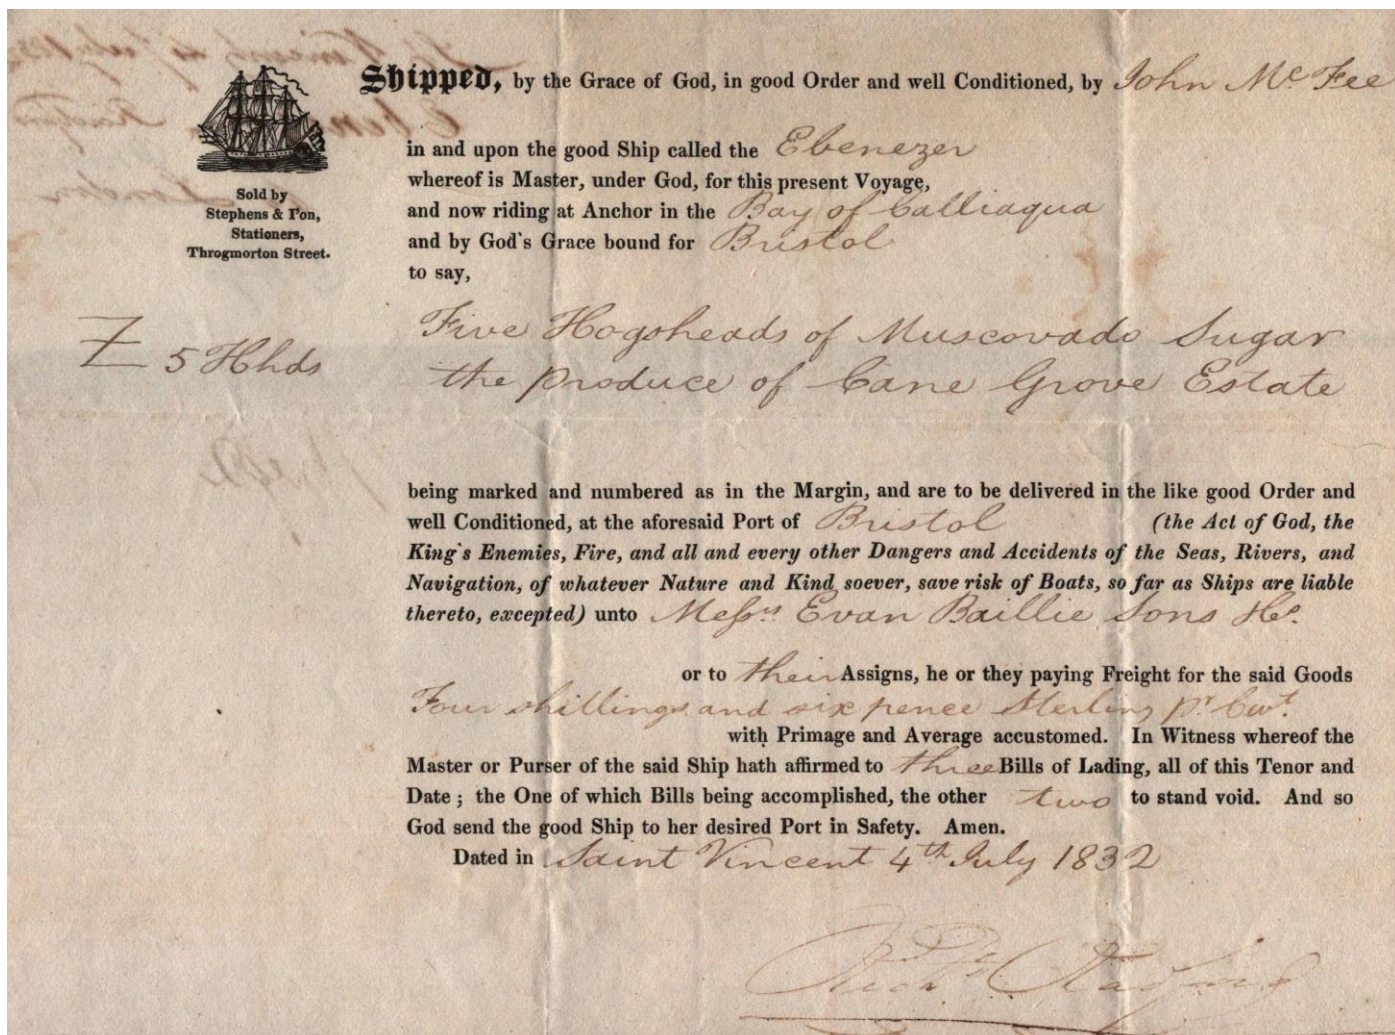 Shipped, by the Grace of God, in good Order and well Conditioned, by John Mc Fee
in and upon the good Ship called the Ebenezer
whereof is Master, under God, for this present Voyage,
and now riding at Anchor in the Bay of Calliaqua
and by God's Grace bound for Bristol
to say,
Sold by
Stephens & Son,
Stationers,
Throgmorton Street.
5 Hhds
Five Hogsheads of Muscovado Sugar
the produce of Cane Grove Estate
being marked and numbered as in the Margin, and are to be delivered in the like good Order and
well Conditioned, at the aforesaid Port of Bristol (the Act of God, the
King's Enemies, Fire, and all and every other Dangers and Accidents of the Seas, Rivers, and
Navigation, of whatever Nature and Kind soever, save risk of Boats, so far as Ships are liable
thereto, excepted) unto Messrs Evan Baillie Sons &Co.
or to their Assigns, he or they paying Freight for the said Goods
Four shillings and six pence Sterling pr Cwt.
with Primage and Average accustomed. In Witness whereof the
Master or Purser of the said Ship hath affirmed to three Bills of Lading, all of this Tenor and
Date; the One of which Bills being accomplished, the other two to stand void. And so
God send the good Ship to her desired Port in Safety. Amen.
Dated in Saint Vincent 4th July 1832